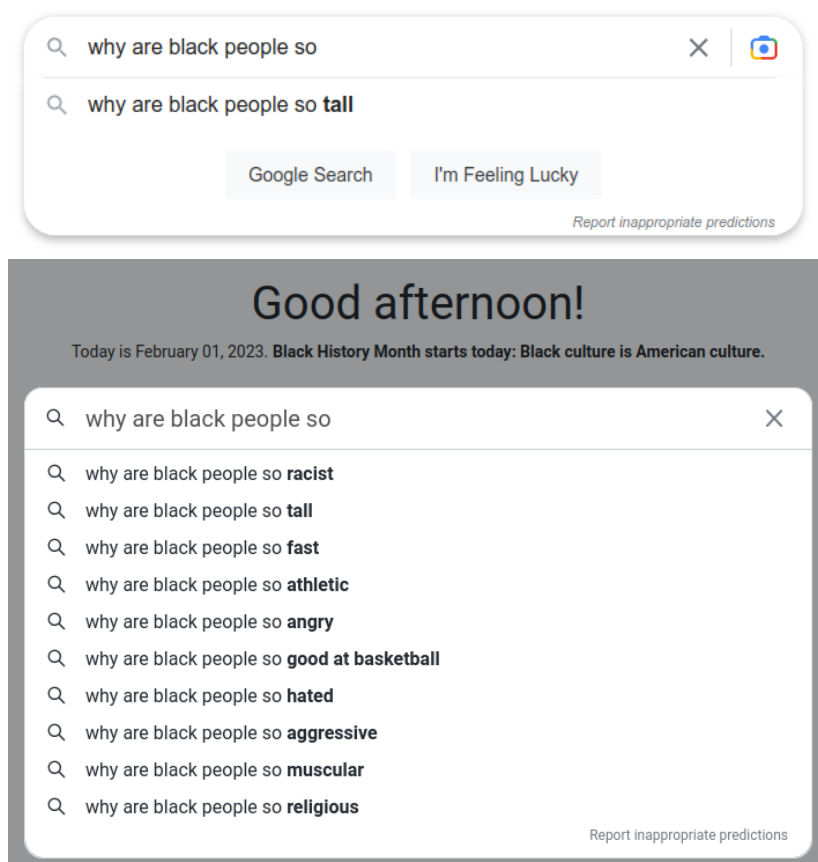 why are black people so
why are black people so tall
Google Search I'm Feeling Lucky
Report inappropriate predictions
Good afternoon!
Today is February 01, 2023. Black History Month starts today: Black culture is American culture.
why are black people so
why are black people so racist
why are black people so tall
why are black people so fast
why are black people so athletic
why are black people so angry
why are black people so good at basketball
why are black people so hated
why are black people so aggressive
why are black people so muscular
why are black people so religious
Report inappropriate predictions